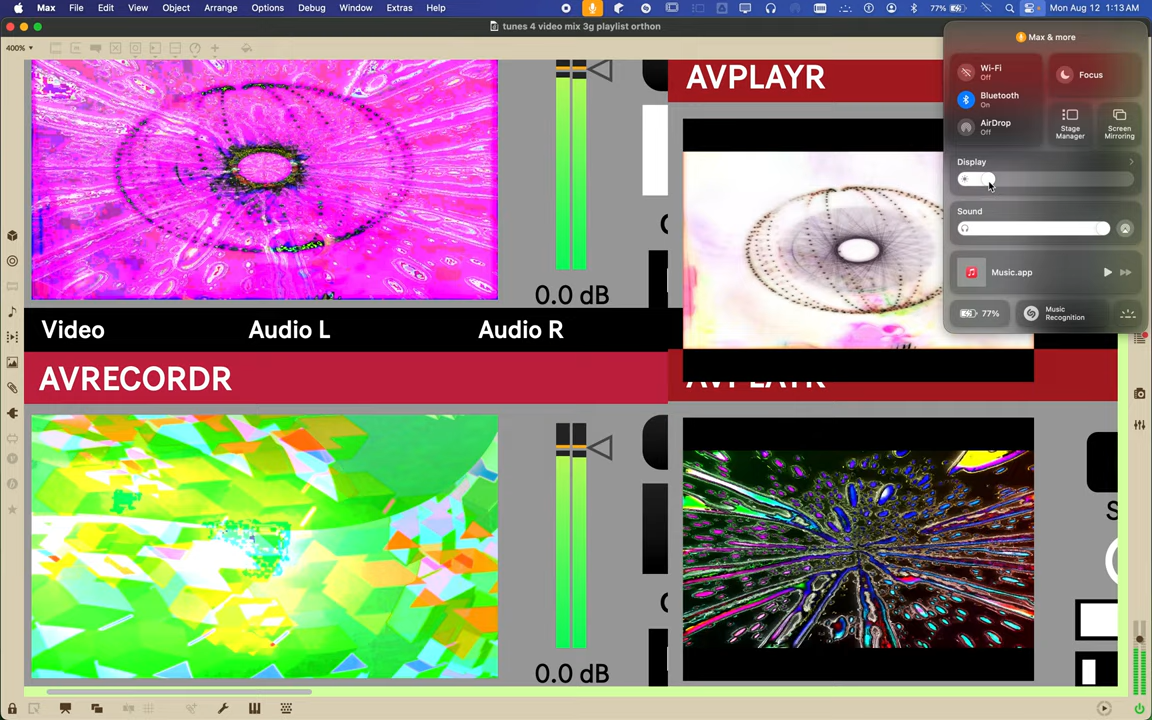 Max File Edit View Object Arrange Options Debug Window Extras Help 77% Mon Aug 12 1:13 AM
tunes 4 video mix 3g playlist orthon
400%
Max & more
Wi-Fi
Off
Focus
Bluetooth
On
AirDrop
Off
Stage
Manager
Screen
Mirroring
Display
Sound
Music.app
77%
Music
Recognition
AVPLAYR
0.0 dB
Video Audio L Audio R
AVRECORDR
0.0 dB